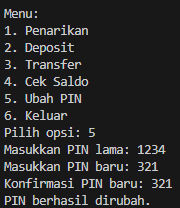 Menu:
1. Penarikan
2. Deposit
3. Transfer
4. Cek Saldo
5. Ubah PIN
6. Keluar
Pilih opsi: 5
Masukkan PIN lama: 1234
Masukkan PIN baru: 321
Konfirmasi PIN baru: 321
PIN berhasil dirubah.